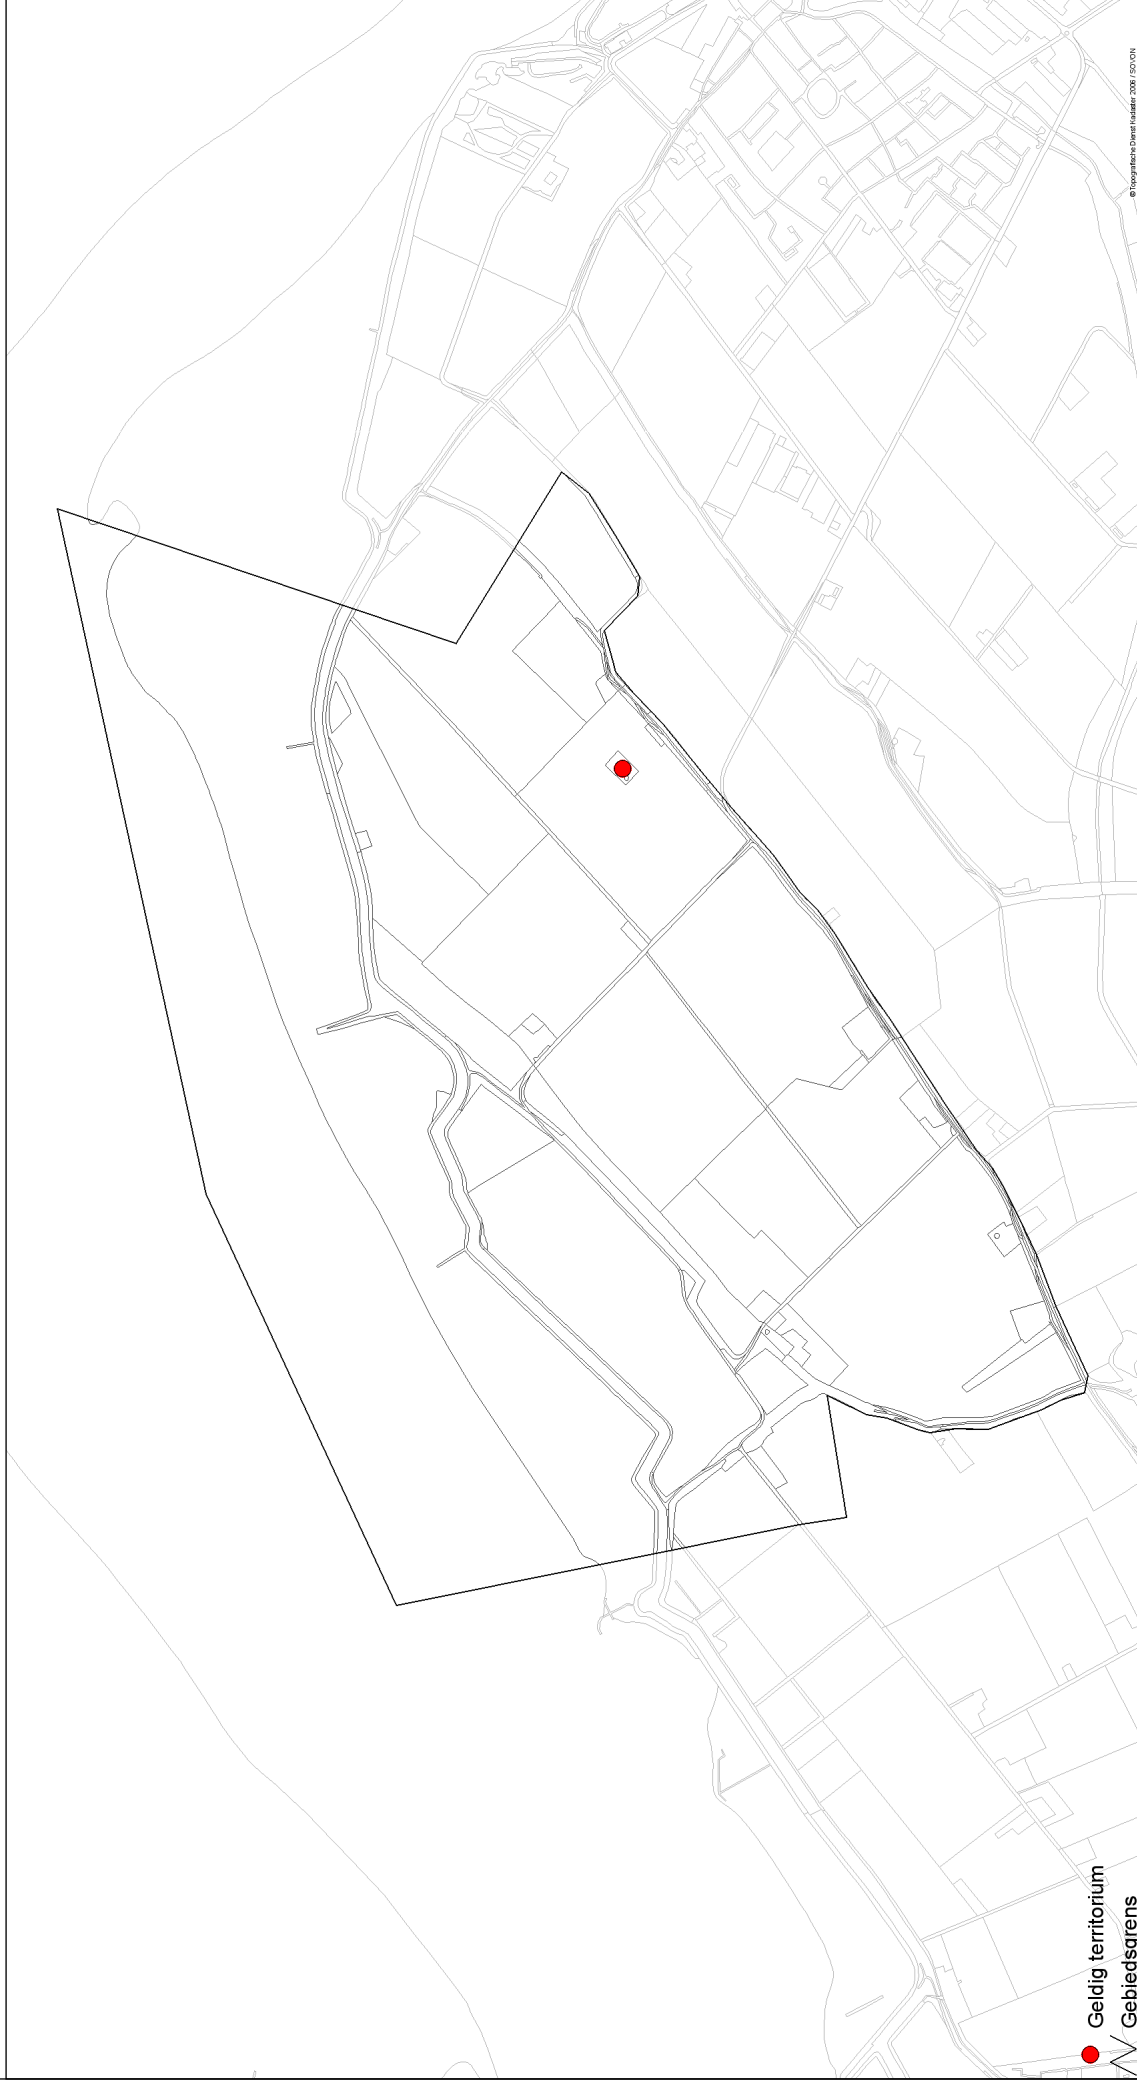 Geldig territorium
Gebiedsgrens
© Topografische Dienst Kadaster 2006 / SOVON